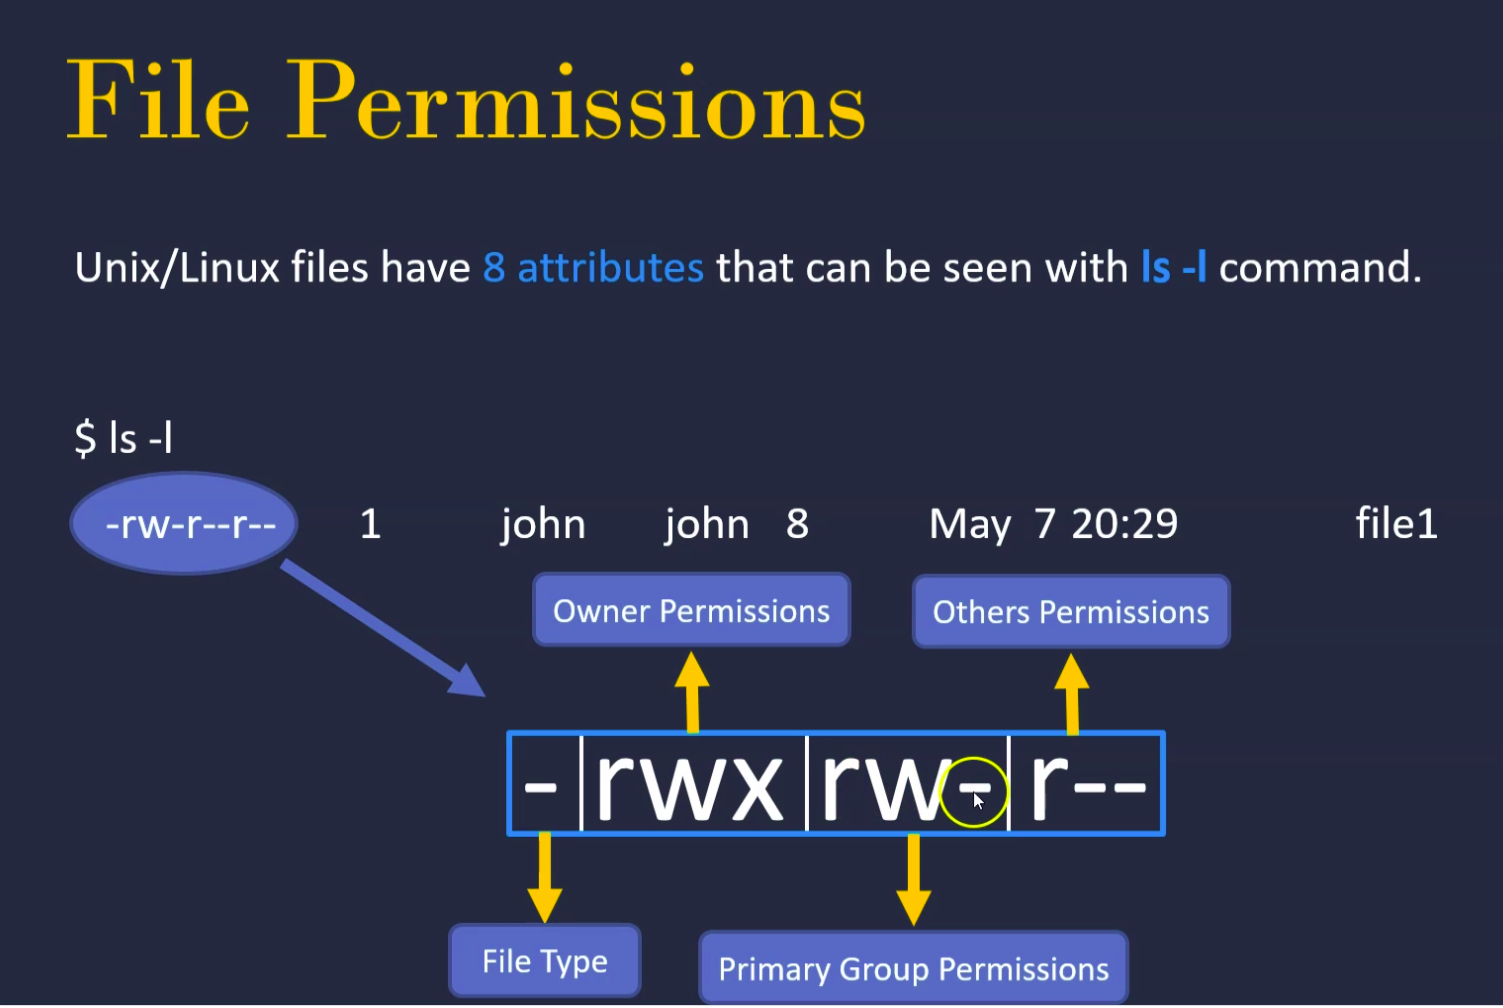 File Permissions
Unix/Linux files have 8 attributes that can be seen with ls -l command.
$ ls -l
-rw-r--r-- 1 john john 8 May 7 20:29 file1
Owner Permissions Others Permissions
- rwx rw- r--
File Type Primary Group Permissions